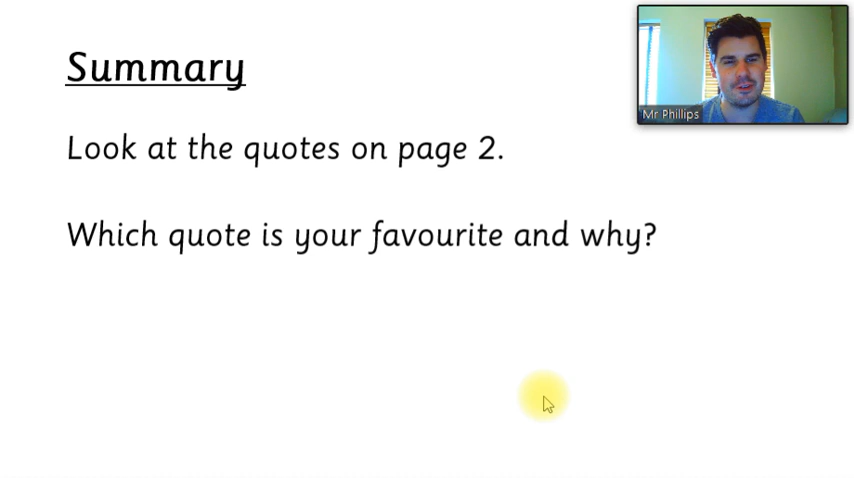 Summary
Mr Phillips
Look at the quotes on page 2.
Which quote is your favourite and why?